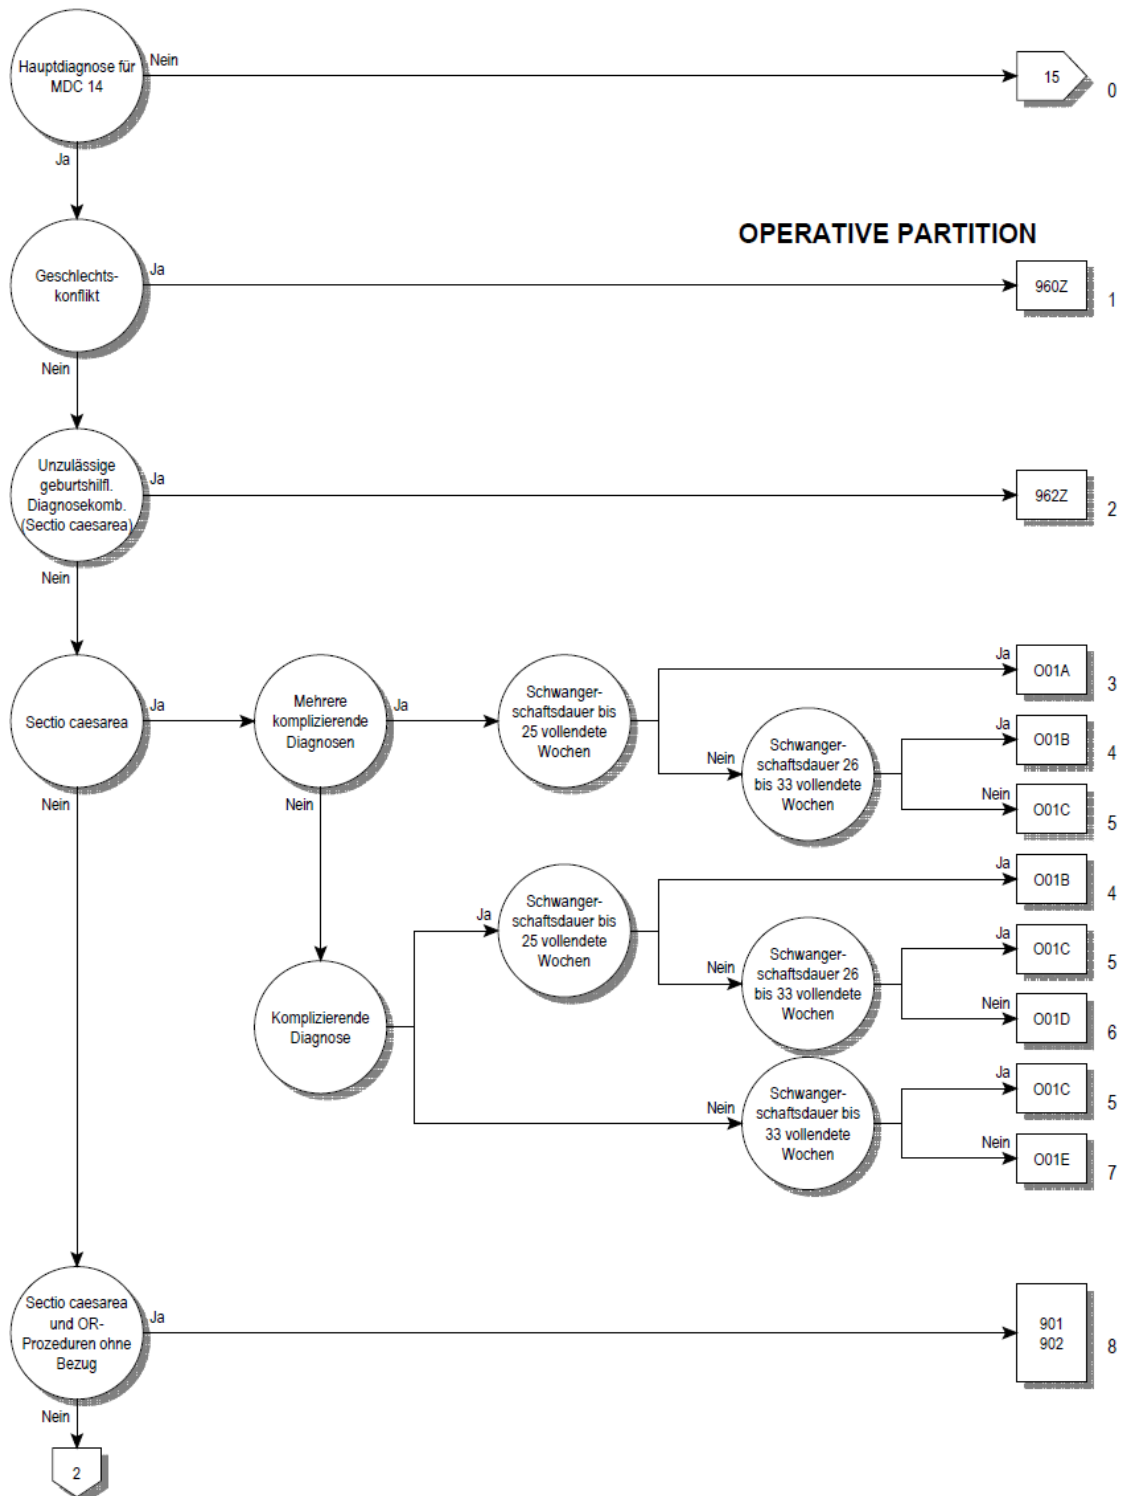 Hauptdiagnose für
MDC 14
Nein
15
0
Ja
OPERATIVE PARTITION
Geschlechts-
konflikt
Ja
960Z
1
Nein
Unzulässige
geburtshilfl.
Diagnosekomb.
(Sectio caesarea)
Ja
962Z
2
Nein
Sectio caesarea
Ja
Mehrere
komplizierende
Diagnosen
Ja
Schwanger-
schaftsdauer bis
25 vollendete
Wochen
Ja
O01A
3
Nein
Schwanger-
schaftsdauer 26
bis 33 vollendete
Wochen
Ja
O01B
4
Nein
O01C
5
Nein
Nein
Komplizierende
Diagnose
Ja
Schwanger-
schaftsdauer bis
25 vollendete
Wochen
Ja
O01B
4
Nein
Schwanger-
schaftsdauer 26
bis 33 vollendete
Wochen
Ja
O01C
5
Nein
O01D
6
Nein
Schwanger-
schaftsdauer bis
33 vollendete
Wochen
Ja
O01C
5
Nein
O01E
7
Sectio caesarea
und OR-
Prozeduren ohne
Bezug
Ja
901
902
8
Nein
2